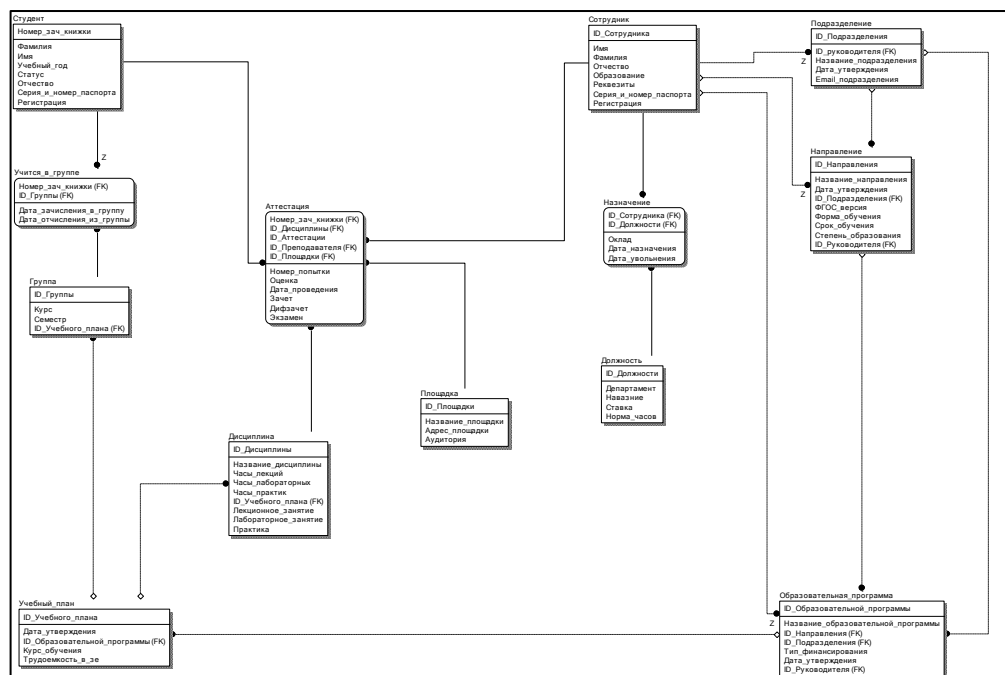 Студент
Номер_зач_книжки
Фамилия
Имя
Учебный_год
Статус
Отчество
Серия_и_номер_паспорта
Регистрация
Z
Учится_в_группе
Номер_зач_книжки (FK)
ID_Группы (FK)
Дата_зачисления_в_группу
Дата_отчисления_из_группы
Группа
ID_Группы
Курс
Семестр
ID_Учебного_плана (FK)
Аттестация
Номер_зач_книжки (FK)
ID_Дисциплины (FK)
ID_Аттестации
ID_Преподавателя (FK)
ID_Площадки (FK)
Номер_попытки
Оценка
Дата_проведения
Зачет
Дифзачет
Экзамен
Сотрудник
ID_Сотрудника
Имя
Фамилия
Отчество
Образование
Реквезиты
Серия_и_номер_паспорта
Регистрация
Подразделение
ID_Подразделения
ID_руководителя (FK)
Название_подразделения
Дата_утверждения
Email_подразделения
Z
Направление
ID_Направления
Название_направления
Дата_утверждения
ID_Подразделения (FK)
ФГОС_версия
Форма_обучения
Срок_обучения
Степень_образования
ID_Руководителя (FK)
Z
Назначение
ID_Сотрудника (FK)
ID_Должности (FK)
Оклад
Дата_назначения
Дата_увольнения
Должность
ID_Должности
Департамент
Навазние
Ставка
Норма_часов
Площадка
ID_Площадки
Название_площадки
Адрес_площадки
Аудитория
Дисциплина
ID_Дисциплины
Название_дисциплины
Часы_лекций
Часы_лабораторных
Часы_практик
ID_Учебного_плана (FK)
Лекционное_занятие
Лабораторное_занятие
Практика
Учебный_план
ID_Учебного_плана
Дата_утверждения
ID_Образовательной_программы (FK)
Курс_обучения
Трудоемкость_в_зе
Образовательная_программа
ID_Образовательной_программы
Z
Название_образовательной_программы
ID_Направления (FK)
ID_Подразделения (FK)
Тип_финансирования
Дата_утверждения
ID_Руководителя (FK)